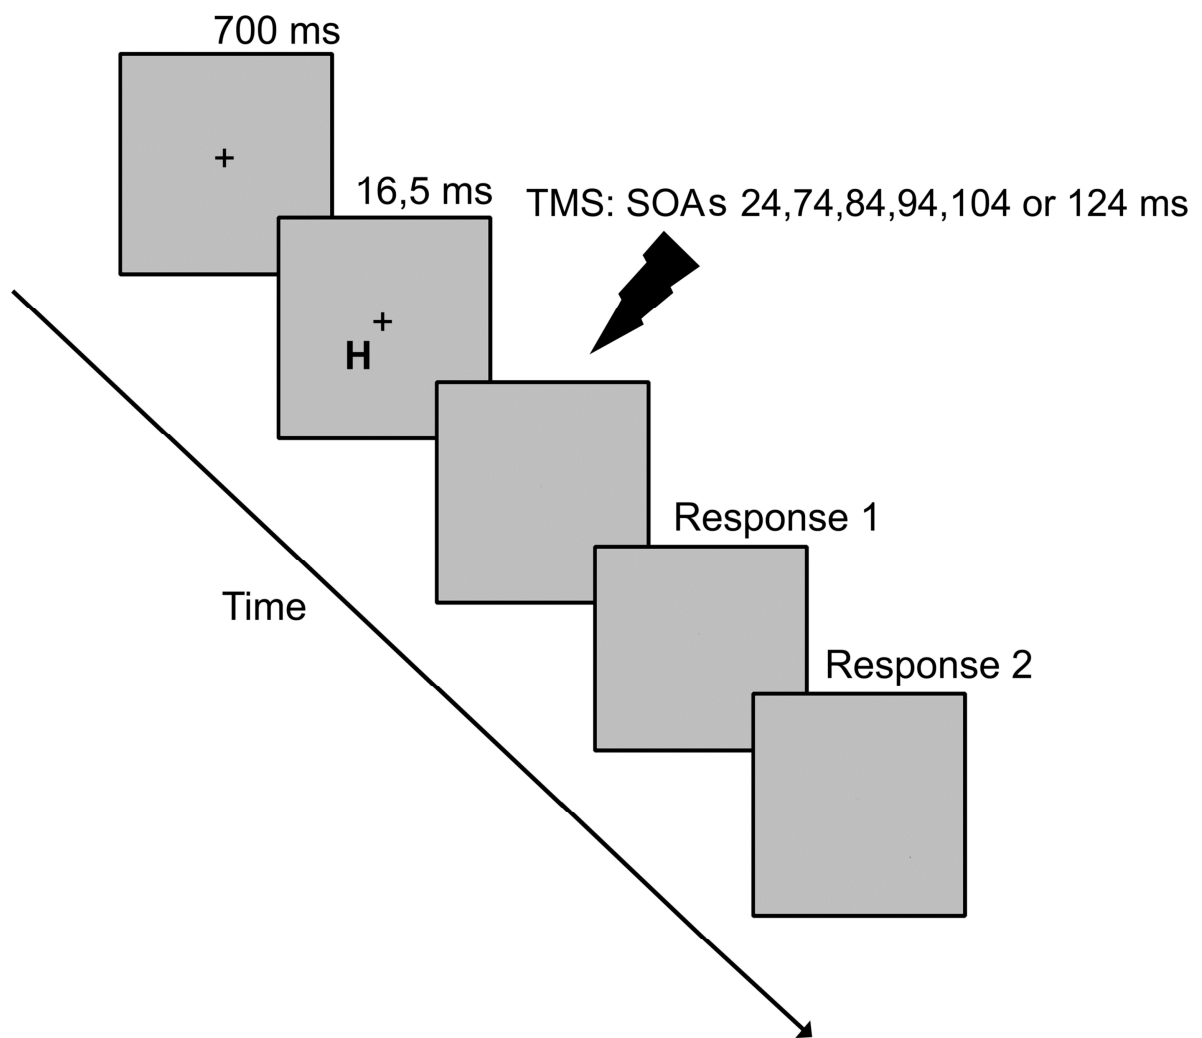 700 ms
+
16,5 ms
TMS: SOAs 24,74,84,94,104 or 124 ms
+
H
Response 1
Time
Response 2